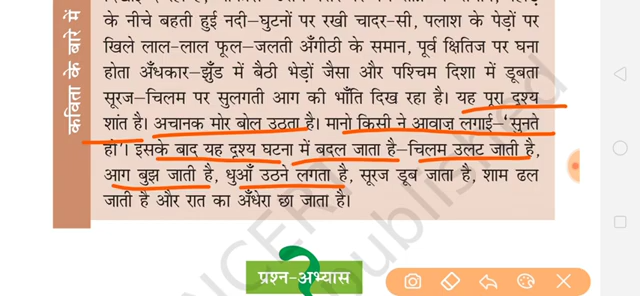 के नीचे बहती हुई नदी–घुटनों पर रखी चादर-सी, पलाश के पेड़ों पर
खिले लाल-लाल फूल–जलती अँगीठी के समान, पूर्व क्षितिज पर घना
होता अँधकार–झुँड में बैठी भेड़ों जैसा और पश्चिम दिशा में डूबता
सूरज–चिलम पर सुलगती आग की भाँति दिख रहा है। यह पूरा दृश्य
शांत है। अचानक मोर बोल उठता है। मानो किसी ने आवाज़ लगाई – सुनते
हो'। इसके बाद यह दृश्य घटना में बदल जाता है–चिलम उलट जाती है,
आग बुझ जाती है, धुआँ उठने लगता है, सूरज डूब जाता है, शाम ढल
जाती है और रात का अँधेरा छा जाता है।
कविता के बारे में
प्रश्न-अभ्यास